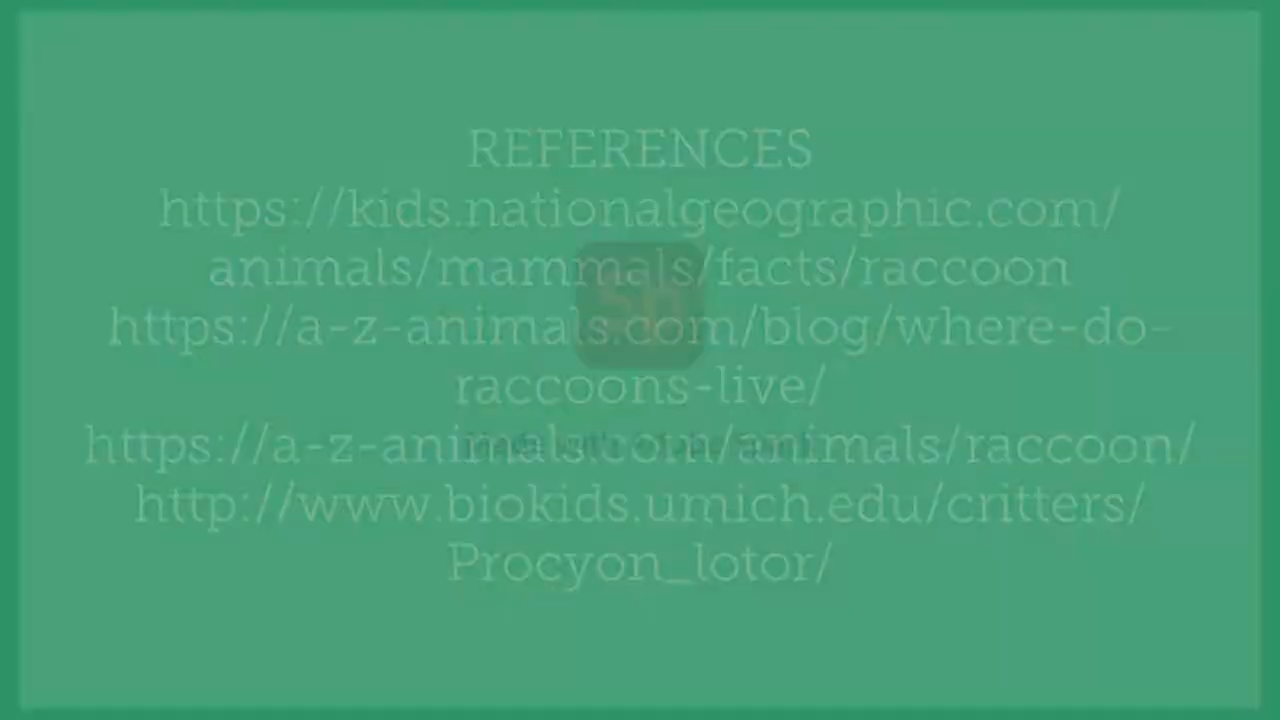 REFERENCES
https://kids.nationalgeographic.com/
animals/mammals/facts/raccoon
https://a-z-animals.com/blog/where-do-
raccoons-live/
https://a-z-animals.com/animals/raccoon/
http://www.biokids.umich.edu/critters/
Procyon_lotor/
Sp